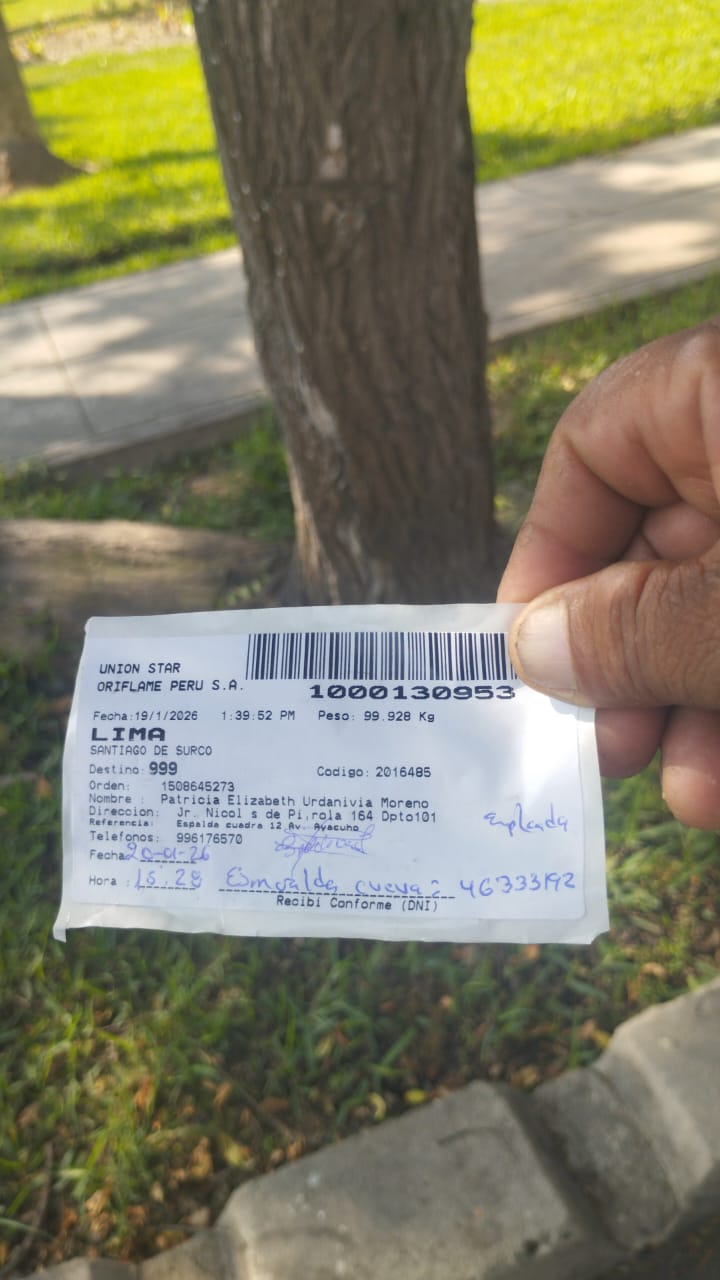 UNION STAR
ORIFLAME PERU S.A.
1000130953
Fecha:19/1/2026 1:39:52 PM Peso: 99.928 Kg
LIMA
SANTIAGO DE SURCO
Destino: 999 Codigo: 2016485
Orden: 1508645273
Nombre : Patricia Elizabeth Urdanivia Moreno
Direccion: Jr. Nicol s de Pi.rola 164 Dpto101
Referencia: Espalda cuadra 12 Av. Ayacucho
Telefonos: 996176570
Fecha: 20-01-26
Hora : 15:28 Esmeralda cueva 46333192
Recibi Conforme (DNI)